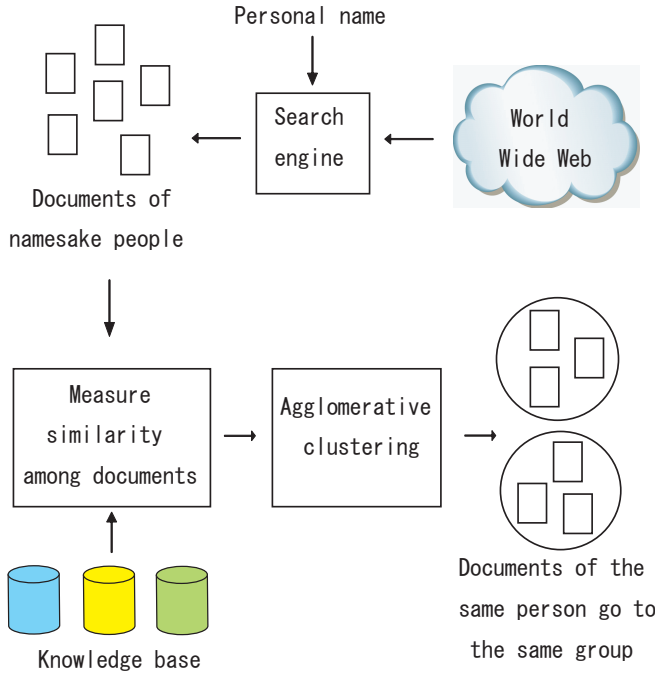 Personal name
Search
engine
World
Wide Web
Documents of
namesake people
Measure
similarity
among documents
Agglomerative
clustering
Documents of the
same person go to
the same group
Knowledge base